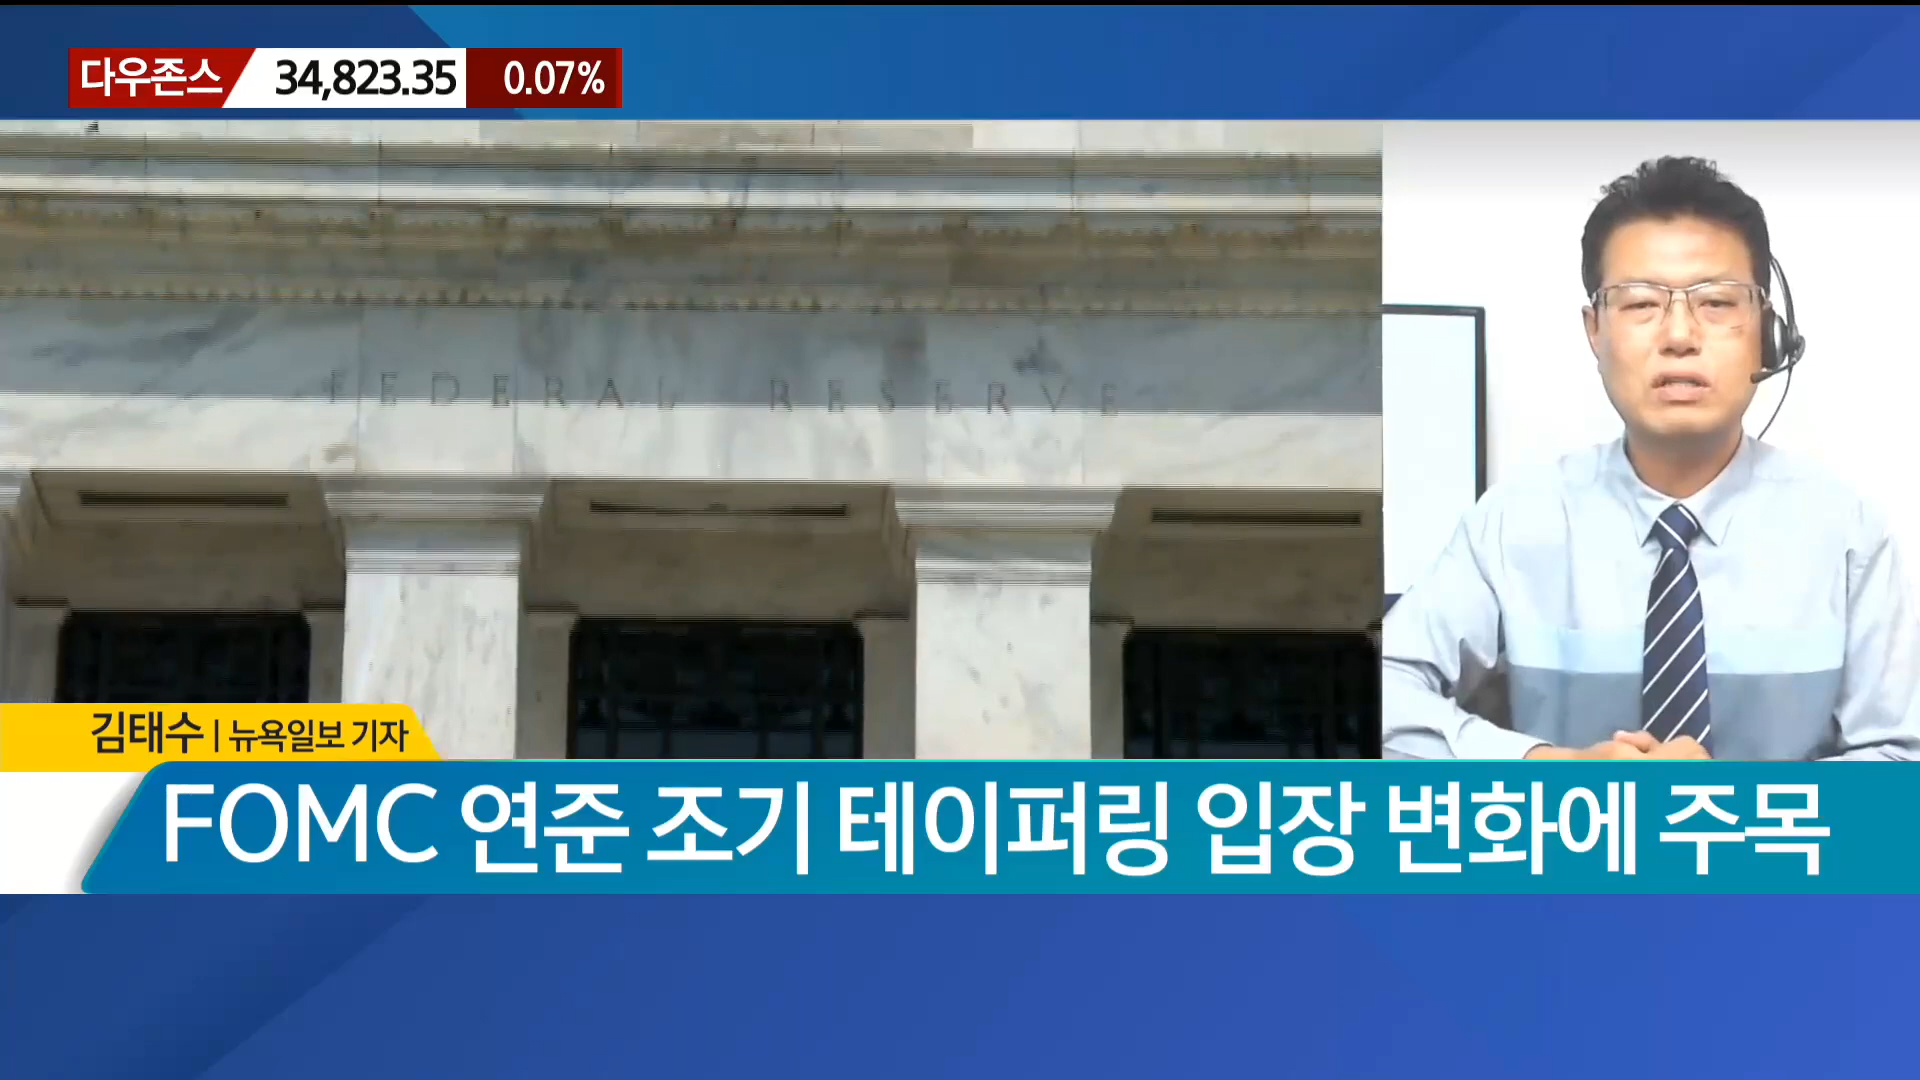 다우존스 34,823.35 0.07%
FEDERAL RESERVE
김태수 | 뉴욕일보 기자
FOMC 연준 조기 테이퍼링 입장 변화에 주목